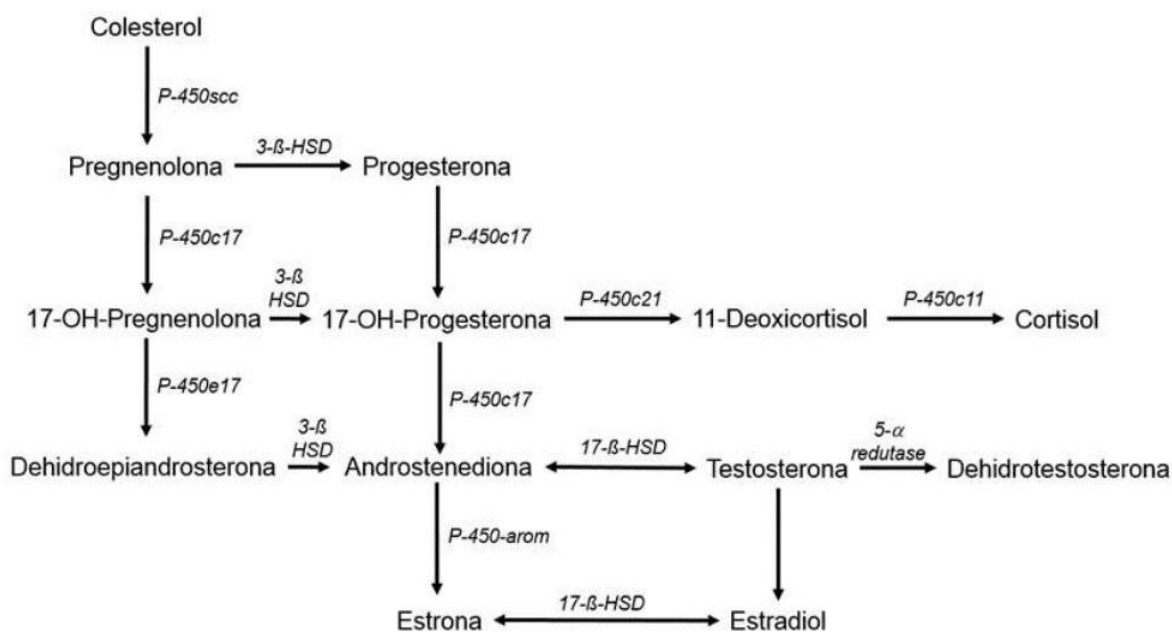 Colesterol
P-450scc
3-ß-HSD
Pregnenolona
Progesterona
P-450c17
P-450c17
3-ß
HSD
P-450c21
P-450c11
17-OH-Pregnenolona
17-OH-Progesterona
11-Deoxicortisol
Cortisol
P-450e17
P-450c17
3-ß
HSD
17-ß-HSD
5-α
redutase
Dehidroepiandrosterona
Androstenediona
Testosterona
Dehidrotestosterona
P-450-arom
17-ß-HSD
Estrona
Estradiol